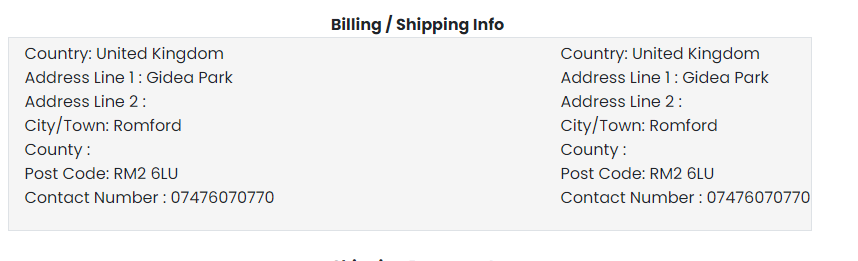 Billing / Shipping Info
Country: United Kingdom
Address Line 1 : Gidea Park
Address Line 2 :
City/Town: Romford
County :
Post Code: RM2 6LU
Contact Number : 07476070770
Country: United Kingdom
Address Line 1 : Gidea Park
Address Line 2 :
City/Town: Romford
County :
Post Code: RM2 6LU
Contact Number : 07476070770